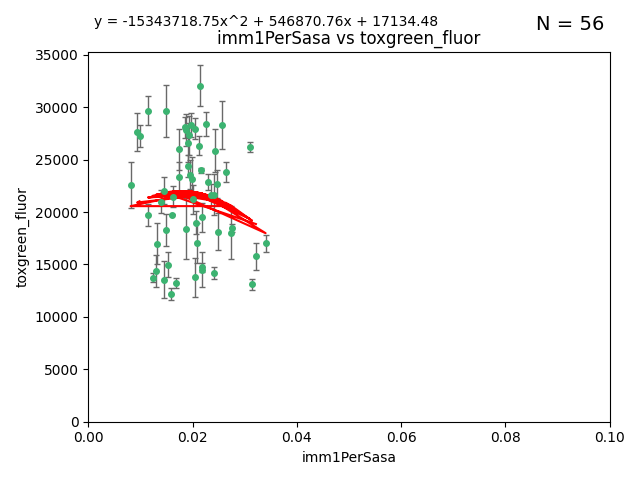 y = -15343718.75x^2 + 546870.76x + 17134.48
N = 56
imm1PerSasa vs toxgreen_fluor
35000
30000
25000
20000
15000
10000
5000
0
toxgreen_fluor
0.00 0.02 0.04 0.06 0.08 0.10
imm1PerSasa